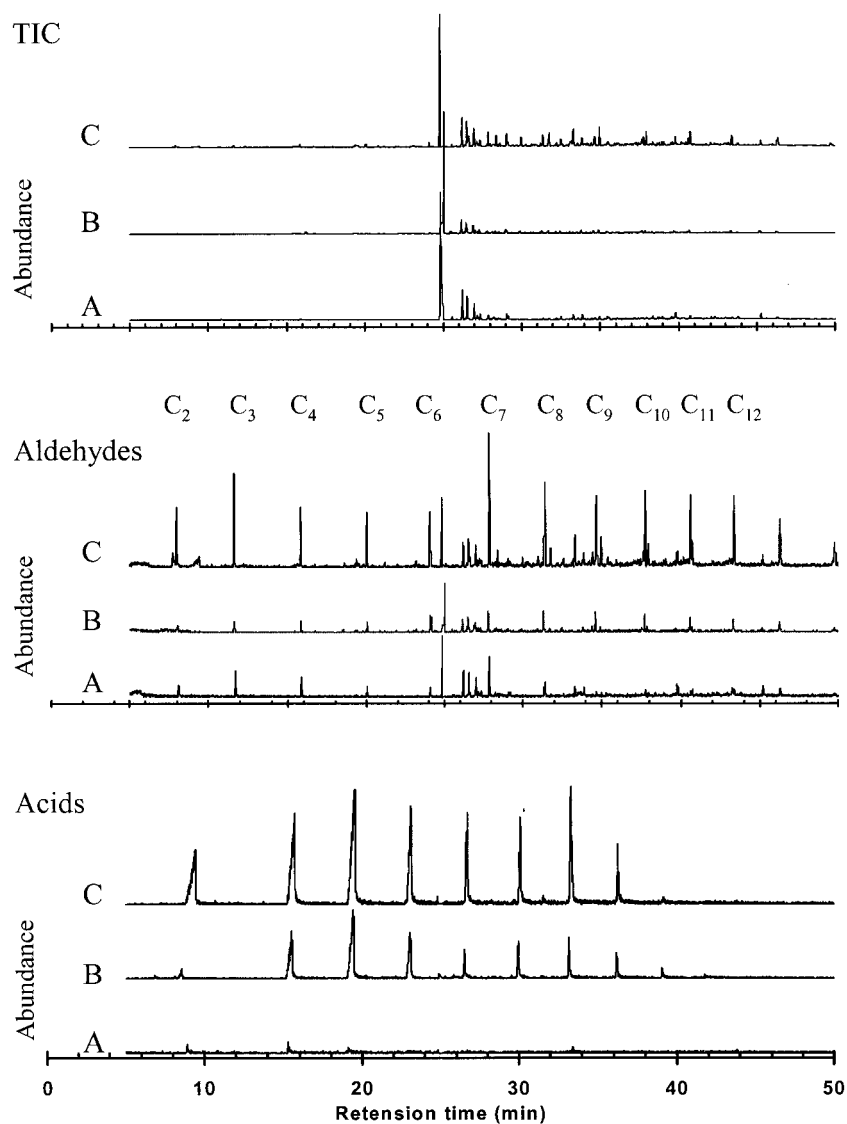 TIC
C
B
A
Abundance
C2 C3 C4 C5 C6 C7 C8 C9 C10 C11 C12
Aldehydes
C
B
A
Abundance
Acids
C
B
A
Abundance
0 10 20 30 40 50
Retension time (min)